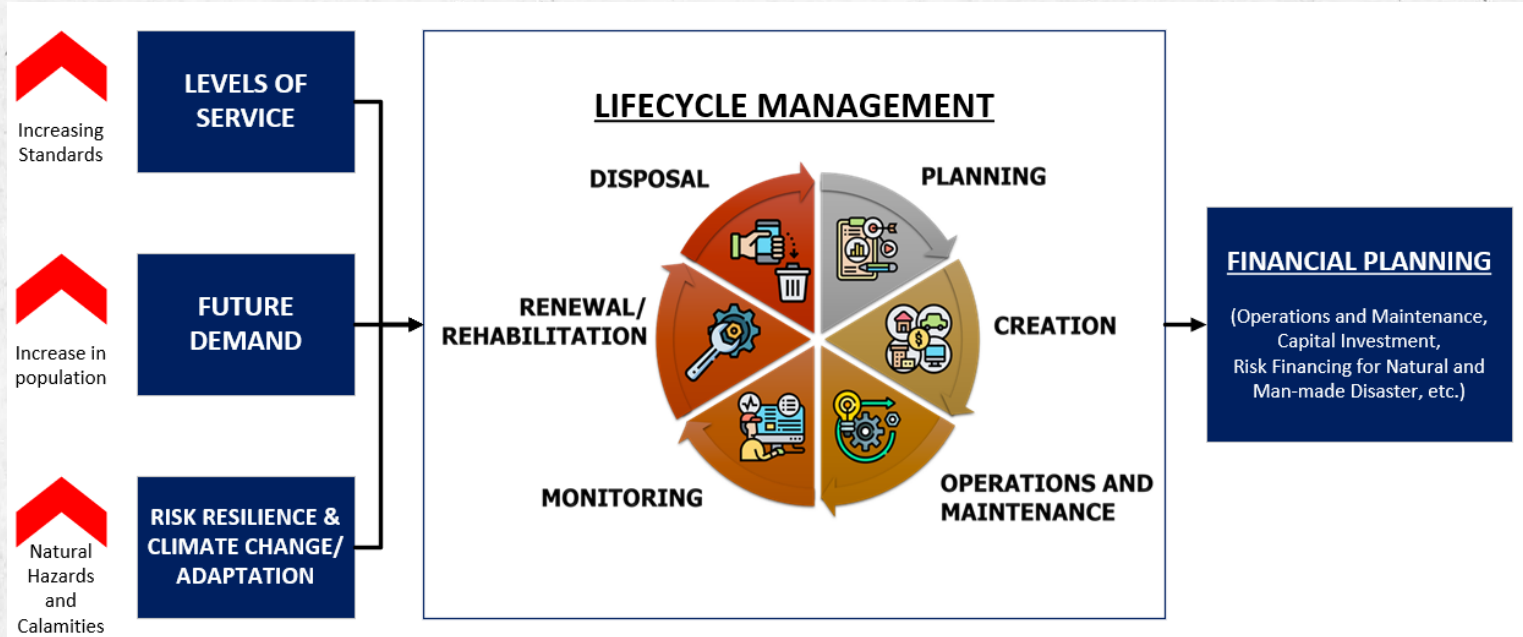 Increasing
Standards
LEVELS OF
SERVICE
Increase in
population
FUTURE
DEMAND
Natural
Hazards
and
Calamities
RISK RESILIENCE &
CLIMATE CHANGE/
ADAPTATION
LIFECYCLE MANAGEMENT
DISPOSAL
PLANNING
RENEWAL/
REHABILITATION
CREATION
MONITORING
OPERATIONS AND
MAINTENANCE
$
FINANCIAL PLANNING
(Operations and Maintenance,
Capital Investment,
Risk Financing for Natural and
Man-made Disaster, etc.)